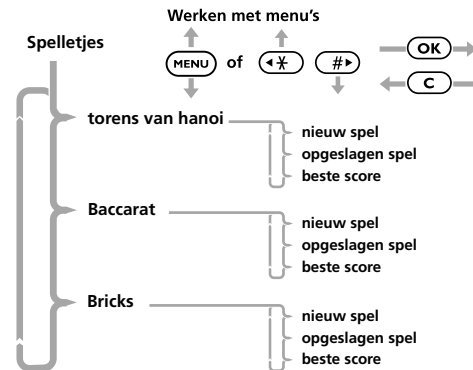 Werken met menu's
Spelletjes
MENU of * # OK
C
torens van hanoi
nieuw spel
opgeslagen spel
beste score
Baccarat
nieuw spel
opgeslagen spel
beste score
Bricks
nieuw spel
opgeslagen spel
beste score